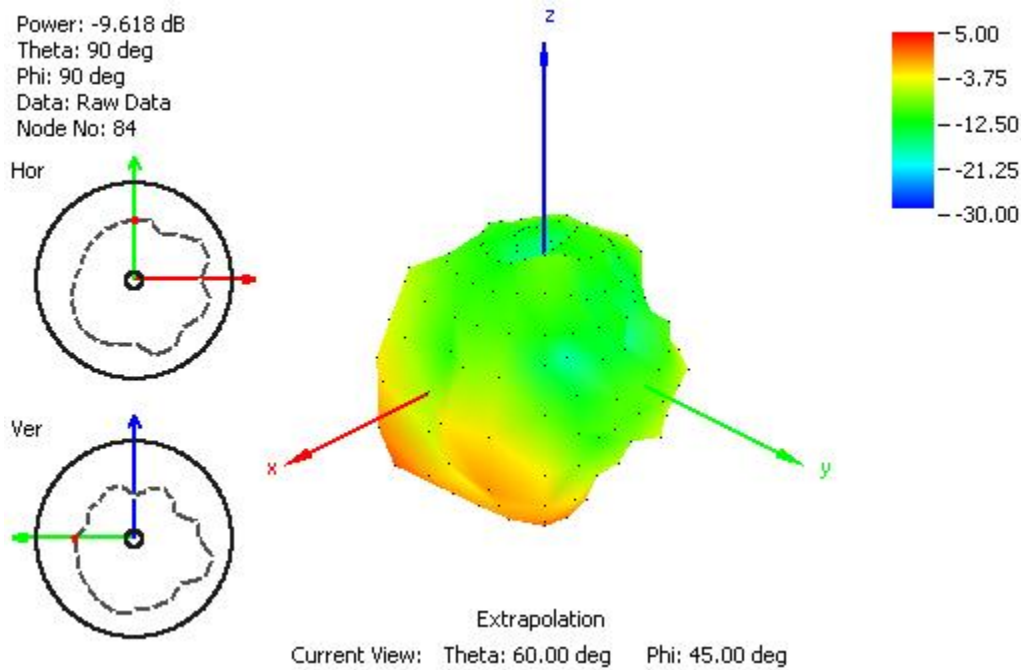 Power: -9.618 dB
Theta: 90 deg
Phi: 90 deg
Data: Raw Data
Node No: 84
Hor
Ver
z
x
y
5.00
-3.75
-12.50
-21.25
-30.00
Extrapolation
Current View: Theta: 60.00 deg Phi: 45.00 deg